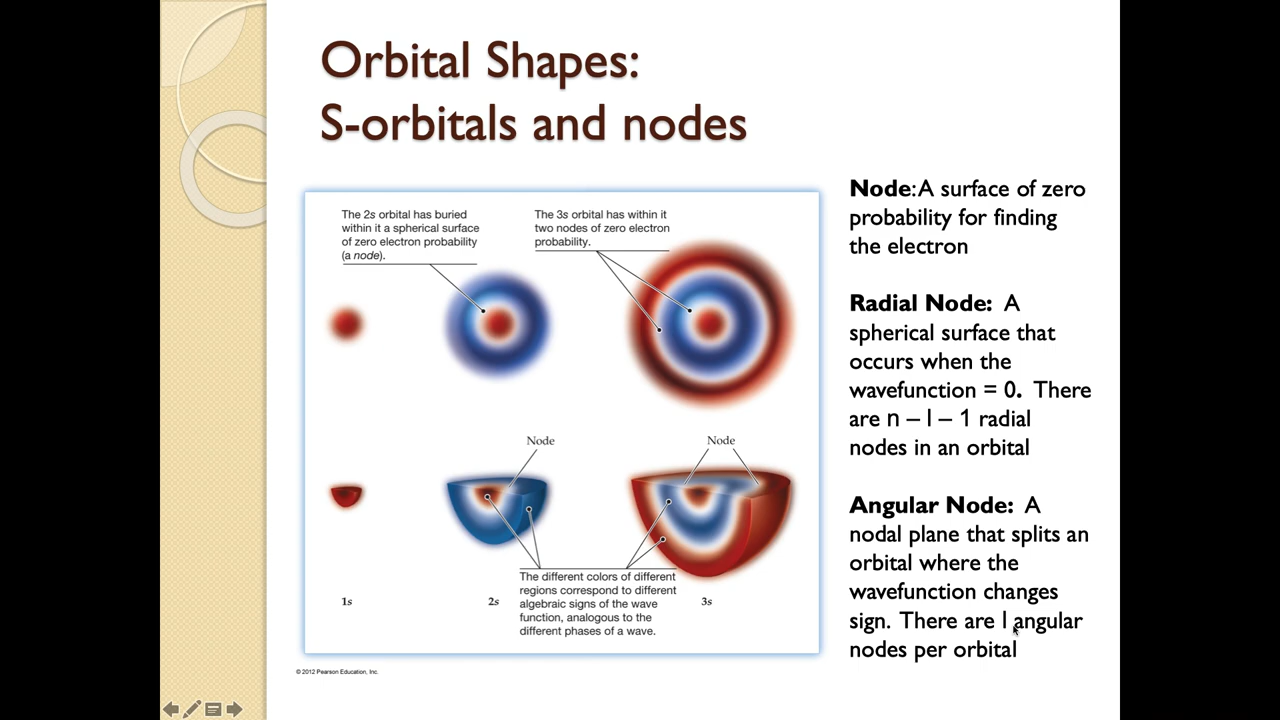 Orbital Shapes:
S-orbitals and nodes
The 2s orbital has buried
within it a spherical surface
of zero electron probability
(a node).
The 3s orbital has within it
two nodes of zero electron
probability.
Node
Node
The different colors of different
regions correspond to different
algebraic signs of the wave
function, analogous to the
different phases of a wave.
1s
2s
3s
© 2012 Pearson Education, Inc.
Node: A surface of zero
probability for finding
the electron
Radial Node: A
spherical surface that
occurs when the
wavefunction = 0. There
are n – l – 1 radial
nodes in an orbital
Angular Node: A
nodal plane that splits an
orbital where the
wavefunction changes
sign. There are l angular
nodes per orbital